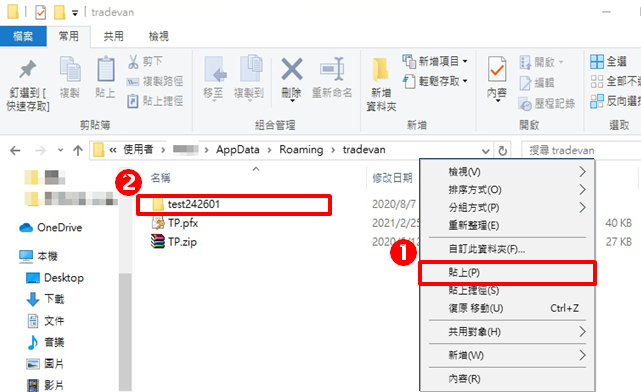 tradevan
檔案 常用 共用 檢視
釘選到 [快速存取]
複製
貼上
剪下
複製路徑
貼上捷徑
剪貼簿
移至
複製到
刪除
重新命名
組合管理
新增
資料夾
新增項目
輕鬆存取
新增
內容
開啟
編輯
歷程記錄
開啟
全選
全部不選
反向選擇
選取
« 使用者 AppData Roaming tradevan
搜尋 tradevan
OneDrive
本機
Desktop
下載
文件
音樂
圖片
影片
名稱 修改日期
2 test242601 2020/8/7
TP.pfx 2021/2/25 40 KB
TP.zip 27 KB
檢視(V)
排序方式(O)
分組方式(P)
重新整理(E)
自訂此資料夾(F)...
1 貼上(P)
貼上捷徑(S)
復原 移動(U) Ctrl+Z
共用對象(H)
新增(W)
內容(R)